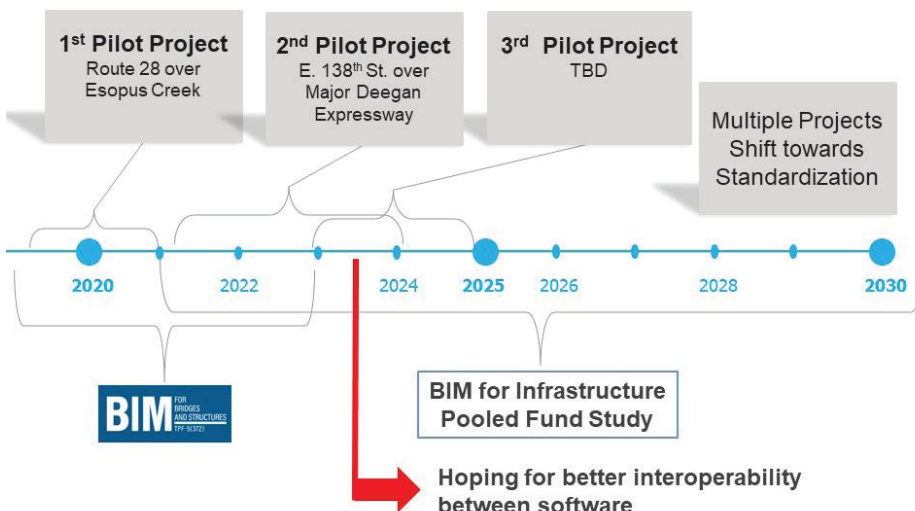 1st Pilot Project
Route 28 over
Esopus Creek
2nd Pilot Project
E. 138th St. over
Major Deegan
Expressway
3rd Pilot Project
TBD
Multiple Projects
Shift towards
Standardization
2020
2022
2024
2025
2026
2028
2030
BIM FOR
BRIDGES
AND STRUCTURES
TPF-5(372)
BIM for Infrastructure
Pooled Fund Study
Hoping for better interoperability
between software